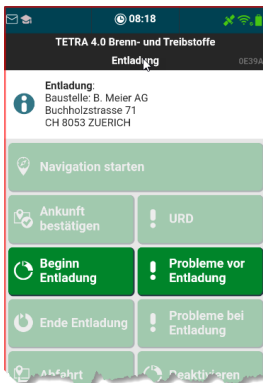 08:18
TETRA 4.0 Brenn- und Treibstoffe
Entladung
0E39A
Entladung:
Baustelle: B. Meier AG
Buchholzstrasse 71
CH 8053 ZUERICH
Navigation starten
Ankunft
bestätigen
URD
Beginn
Entladung
Probleme vor
Entladung
Ende Entladung
Probleme bei
Entladung
Abfahrt
Deaktivieren